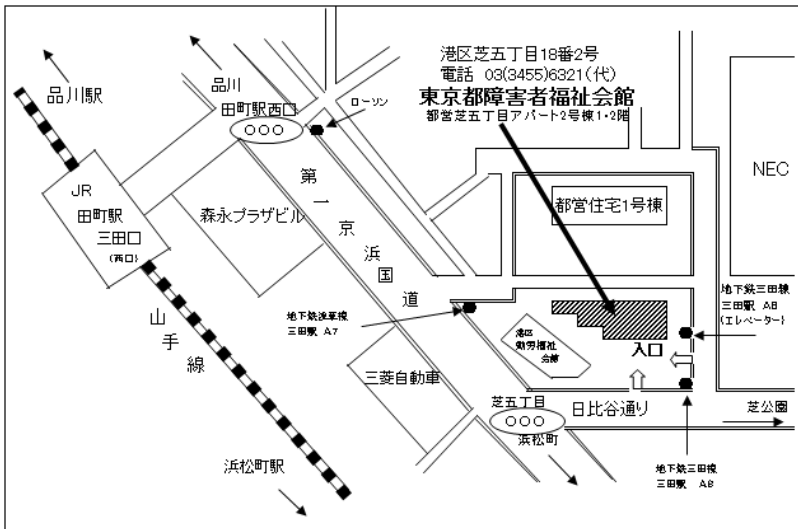 港区芝五丁目18番2号
電話 03(3455)6321(代)
東京都障害者福祉会館
都営芝五丁目アパート2号棟1・2階
品川駅
品川
田町駅西口
ローソン
NEC
JR
田町駅
三田口
(西口)
森永プラザビル
第一京浜国道
都営住宅1号棟
地下鉄浅草線
三田駅 A7
地下鉄三田線
三田駅 A8
(エレベーター)
港区
勤労福祉
会館
入口
山手線
三菱自動車
芝五丁目
日比谷通り
芝公園
浜松町
浜松町駅
地下鉄三田線
三田駅